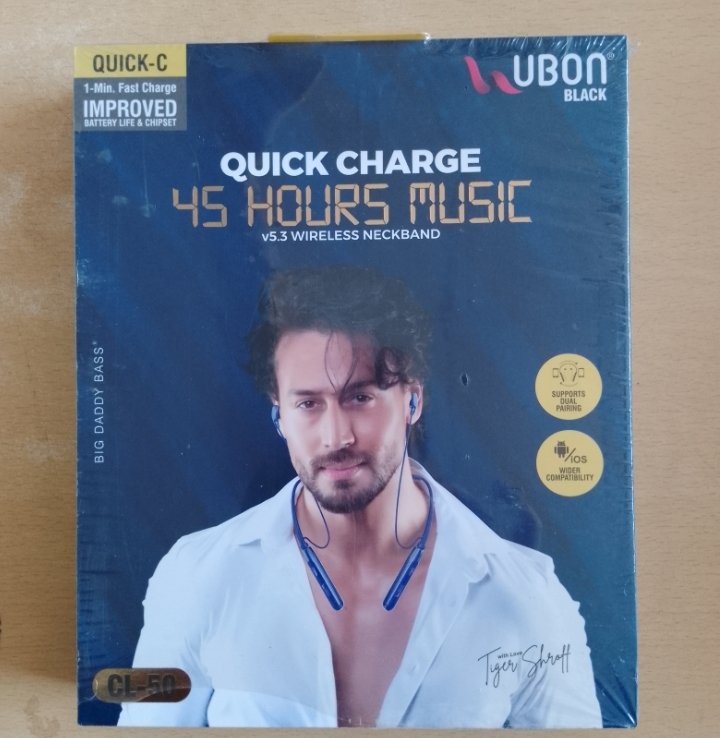 QUICK-C
1-Min. Fast Charge
IMPROVED
BATTERY LIFE & CHIPSET
UBON®
BLACK
QUICK CHARGE
45 HOURS MUSIC
v5.3 WIRELESS NECKBAND
BIG DADDY BASS®
SUPPORTS
DUAL
PAIRING
/iOS
WIDER
COMPATIBILITY
with Love
Tiger Shroff
CL-50